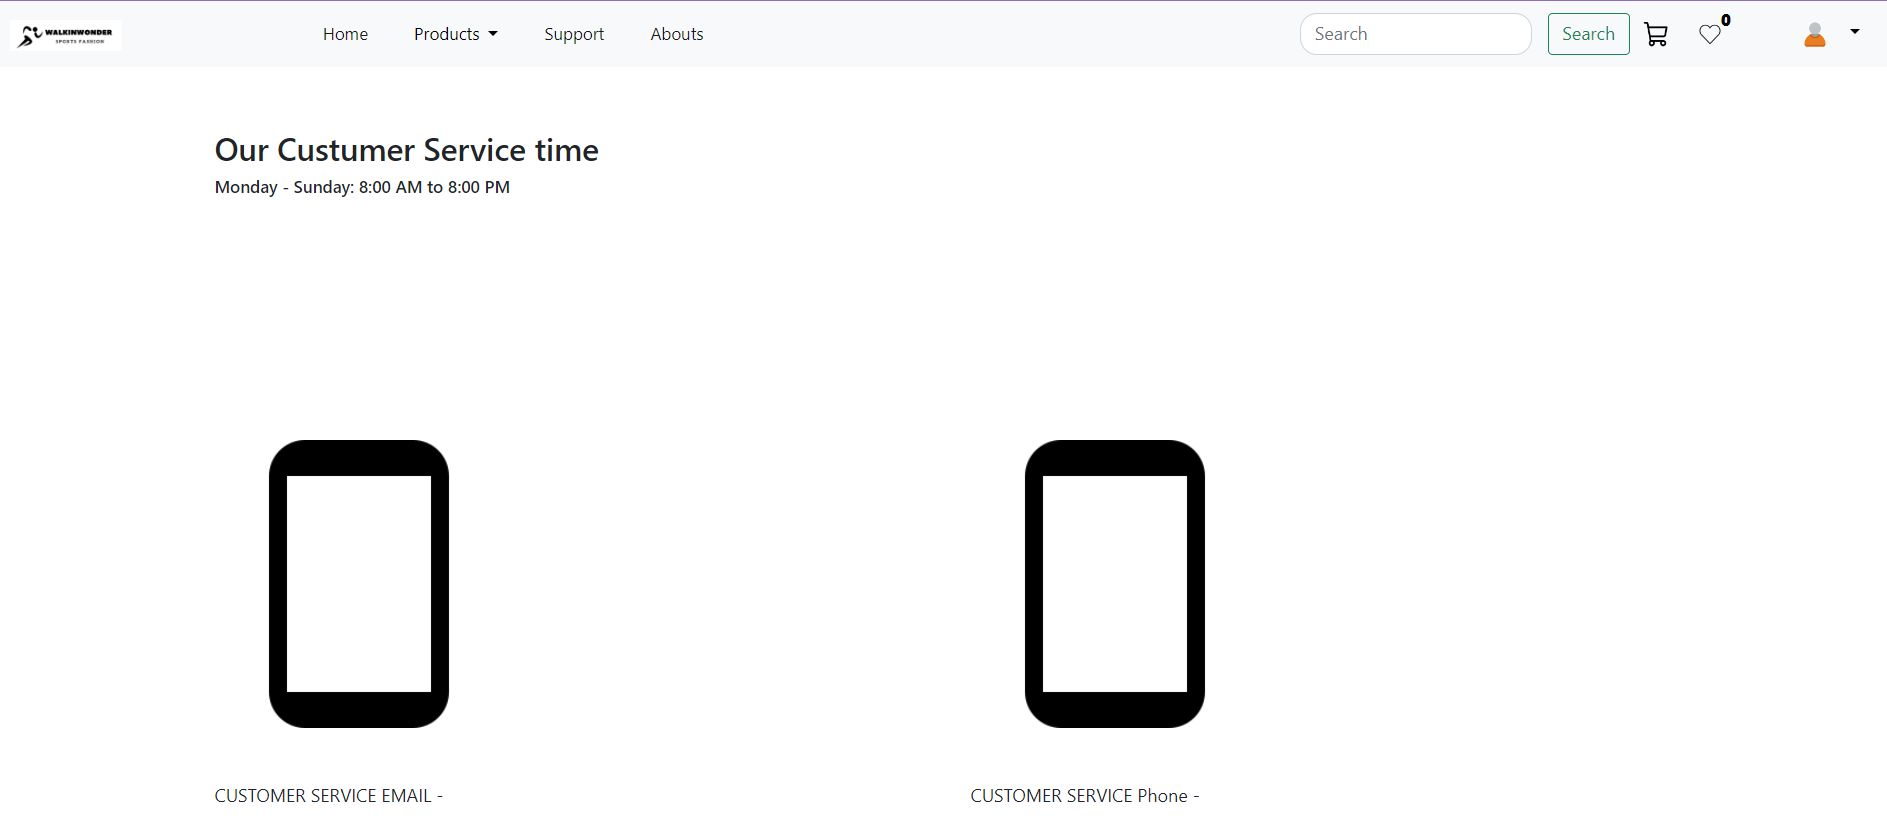 WALKINWONDER
SPORTS FASHION
Home Products Support Abouts Search Search 0
Our Custumer Service time
Monday - Sunday: 8:00 AM to 8:00 PM
CUSTOMER SERVICE EMAIL - CUSTOMER SERVICE Phone -